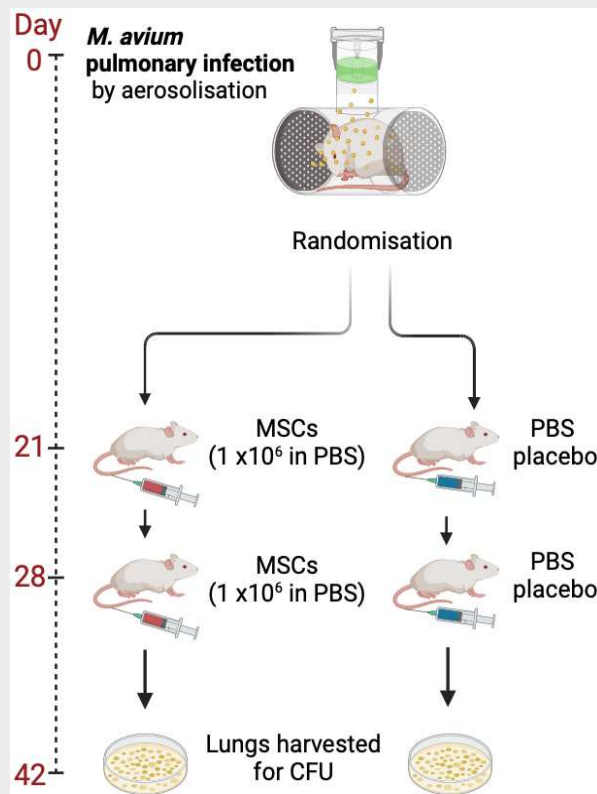 Day
0
M. avium
pulmonary infection
by aerosolisation
Randomisation
21
MSCs
(1 x10⁶ in PBS)
PBS
placebo
28
MSCs
(1 x10⁶ in PBS)
PBS
placebo
42
Lungs harvested
for CFU